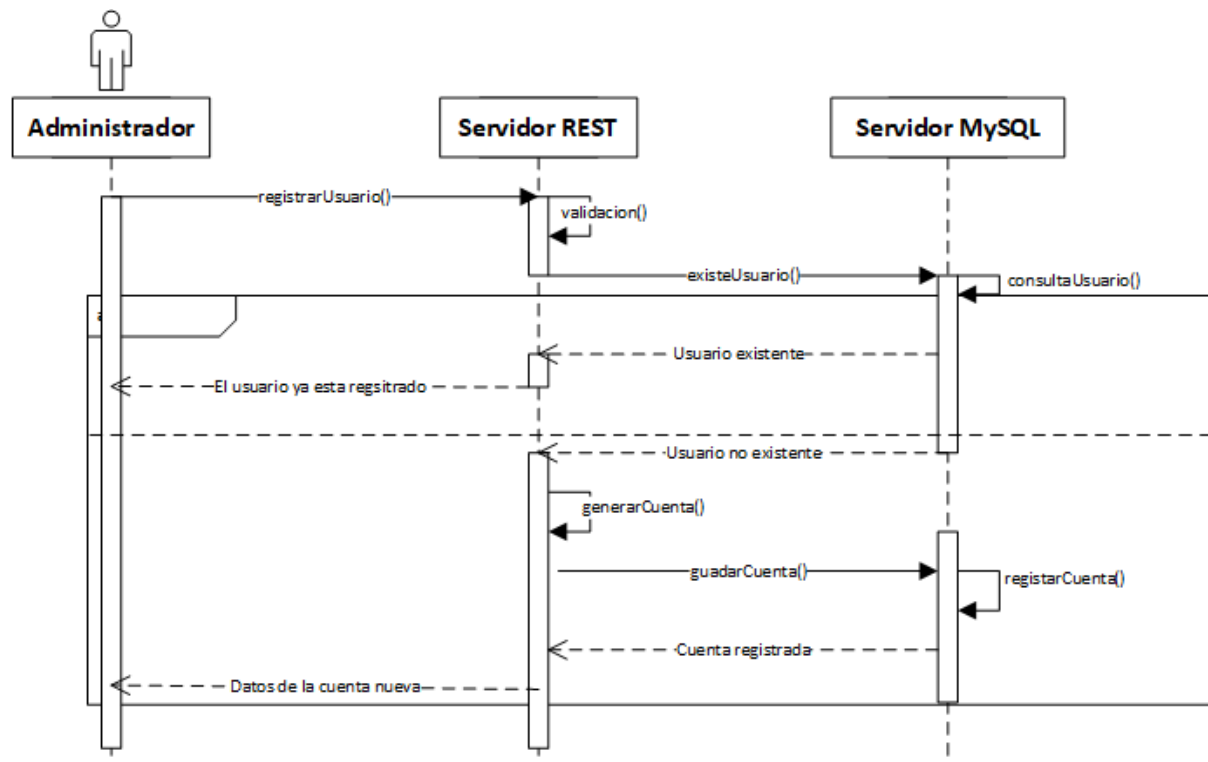 Administrador
Servidor REST
Servidor MySQL
registrarUsuario()
validacion()
existeUsuario()
consultaUsuario()
Usuario existente
El usuario ya esta regsitrado
Usuario no existente
generarCuenta()
guadarCuenta()
registarCuenta()
Cuenta registrada
Datos de la cuenta nueva